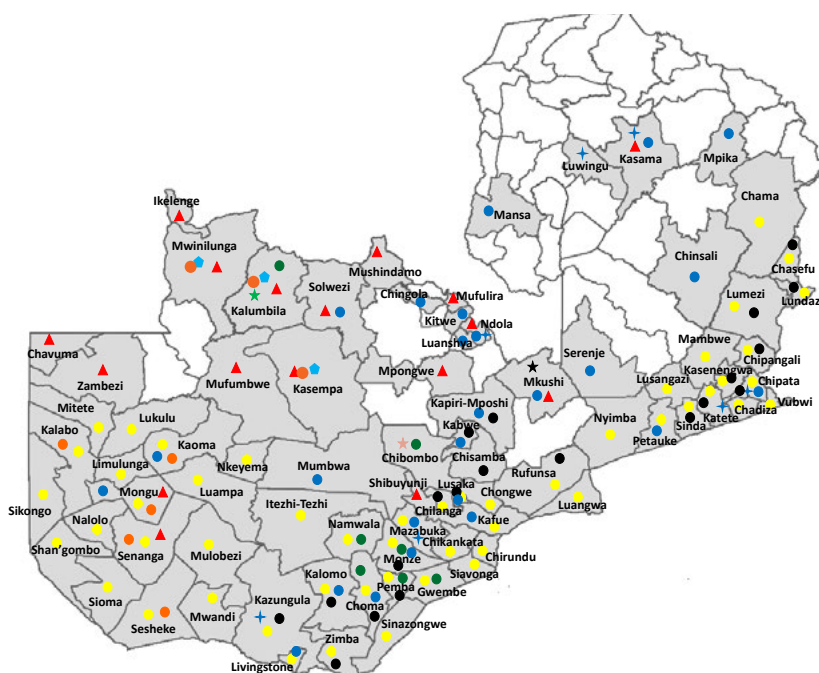 Luwingu
Kasama
Mpika
Ikelenge
Mansa
Chama
Mwinilunga
Mushindamo
Chinsali
Chasefu
Solwezi
Chingola
Mufulira
Kalumbila
Lumezi
Lundaz
Kitwe
Ndola
Luanshya
Chavuma
Mambwe
Serenje
Chipangali
Zambezi
Mufumbwe
Kasempa
Mpongwe
Mkushi
Kasenengwa
Lusangazi
Chipata
Mitete
Kapiri-Mposhi
Vubwi
Chadiza
Lukulu
Katete
Nyimba
Sinda
Kalabo
Kabwe
Petauke
Kaoma
Chibombo
Chisamba
Limulunga
Nkeyema
Mumbwa
Rufunsa
Shibuyunji
Lusaka
Mongu
Luampa
Sikongo
Itezhi-Tezhi
Chongwe
Luangwa
Chilanga
Nalolo
Kafue
Namwala
Mazabuka
Shan'gombo
Senanga
Mulobezi
Chikankata
Monze
Chirundu
Siavonga
Kalomo
Pemba
Gwembe
Sioma
Kazungula
Choma
Mwandi
Sinazongwe
Sesheke
Zimba
Livingstone